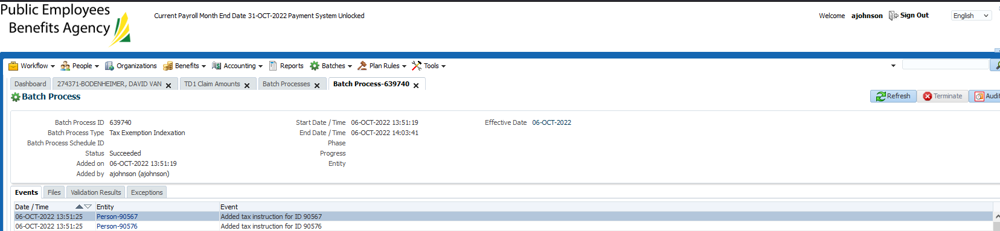 Public Employees
Benefits Agency
Current Payroll Month End Date 31-OCT-2022 Payment System Unlocked
Welcome ajohnson Sign Out English
Workflow People Organizations Benefits Accounting Reports Batches Plan Rules Tools
Dashboard 274371-BODENHEIMER, DAVID VAN TD1 Claim Amounts Batch Processes Batch Process-639740
Batch Process
Refresh Terminate Audit
Batch Process ID 639740 Start Date / Time 06-OCT-2022 13:51:19 Effective Date 06-OCT-2022
Batch Process Type Tax Exemption Indexation End Date / Time 06-OCT-2022 14:03:41
Batch Process Schedule ID Phase
Status Succeeded Progress
Added on 06-OCT-2022 13:51:19 Entity
Added by ajohnson (ajohnson)
Events Files Validation Results Exceptions
Date / Time Entity Event
06-OCT-2022 13:51:25 Person-90567 Added tax instruction for ID 90567
06-OCT-2022 13:51:25 Person-90576 Added tax instruction for ID 90576